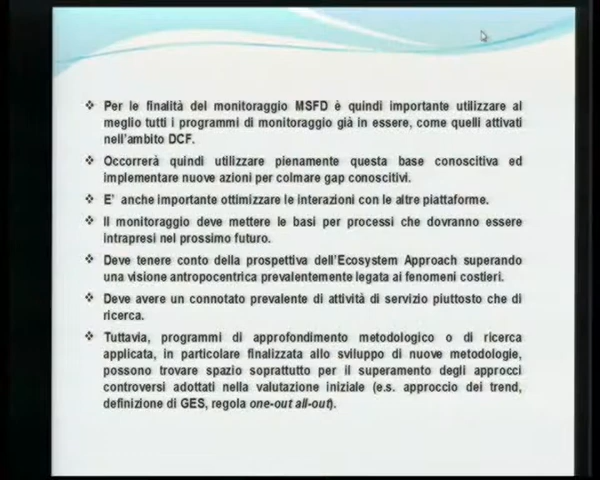 ❖ Per le finalità del monitoraggio MSFD è quindi importante utilizzare al
meglio tutti i programmi di monitoraggio già in essere, come quelli attivati
nell'ambito DCF.
❖ Occorrerà quindi utilizzare pienamente questa base conoscitiva ed
implementare nuove azioni per colmare gap conoscitivi.
❖ E' anche importante ottimizzare le interazioni con le altre piattaforme.
❖ Il monitoraggio deve mettere le basi per processi che dovranno essere
intrapresi nel prossimo futuro.
❖ Deve tenere conto della prospettiva dell'Ecosystem Approach superando
una visione antropocentrica prevalentemente legata ai fenomeni costieri.
❖ Deve avere un connotato prevalente di attività di servizio piuttosto che di
ricerca.
❖ Tuttavia, programmi di approfondimento metodologico o di ricerca
applicata, in particolare finalizzata allo sviluppo di nuove metodologie,
possono trovare spazio soprattutto per il superamento degli approcci
controversi adottati nella valutazione iniziale (e.s. approccio dei trend,
definizione di GES, regola one-out all-out).